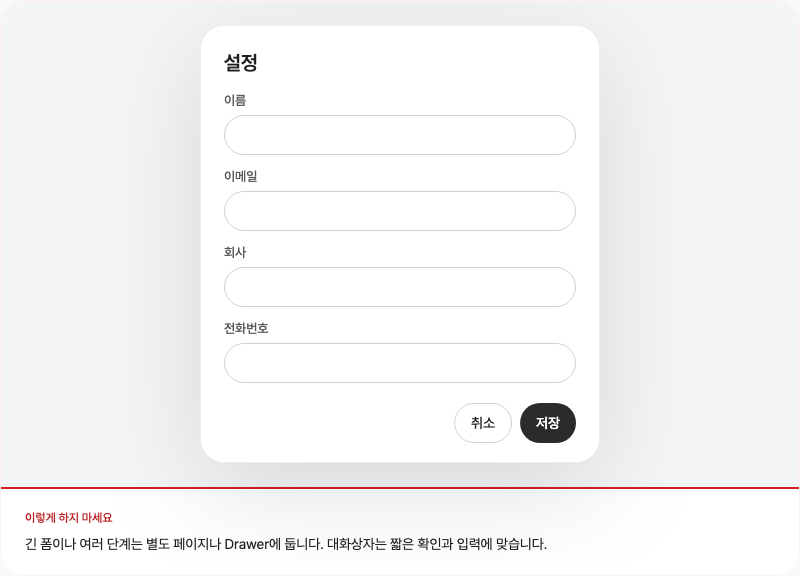 설정
이름
이메일
회사
전화번호
취소 저장
이렇게 하지 마세요
긴 폼이나 여러 단계는 별도 페이지나 Drawer에 둡니다. 대화상자는 짧은 확인과 입력에 맞습니다.